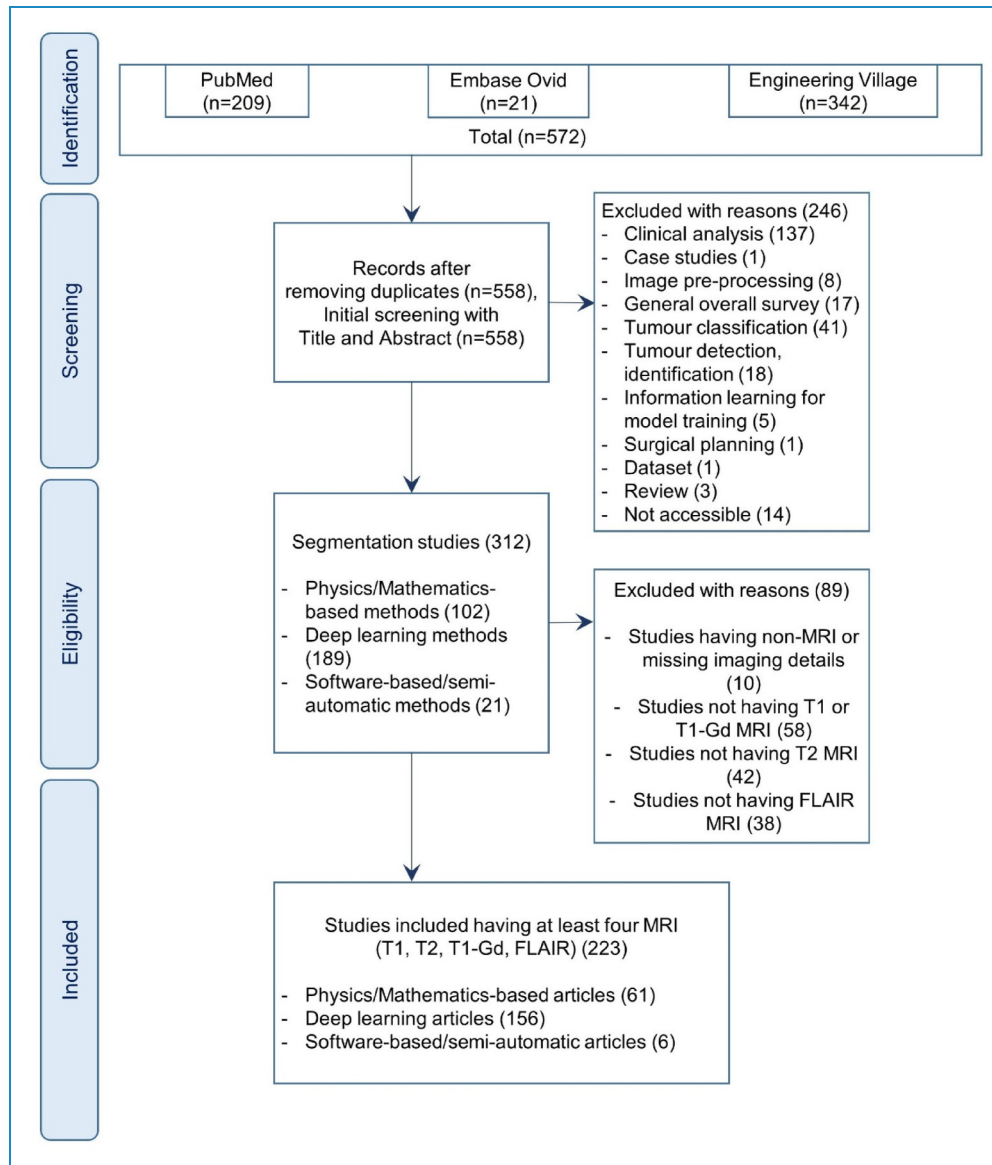 Identification
PubMed
(n=209)
Embase Ovid
(n=21)
Engineering Village
(n=342)
Total (n=572)
Screening
Records after
removing duplicates (n=558),
Initial screening with
Title and Abstract (n=558)
Excluded with reasons (246)
- Clinical analysis (137)
- Case studies (1)
- Image pre-processing (8)
- General overall survey (17)
- Tumour classification (41)
- Tumour detection,
identification (18)
- Information learning for
model training (5)
- Surgical planning (1)
- Dataset (1)
- Review (3)
- Not accessible (14)
Eligibility
Segmentation studies (312)
- Physics/Mathematics-
based methods (102)
- Deep learning methods
(189)
- Software-based/semi-
automatic methods (21)
Excluded with reasons (89)
- Studies having non-MRI or
missing imaging details
(10)
- Studies not having T1 or
T1-Gd MRI (58)
- Studies not having T2 MRI
(42)
- Studies not having FLAIR
MRI (38)
Included
Studies included having at least four MRI
(T1, T2, T1-Gd, FLAIR) (223)
- Physics/Mathematics-based articles (61)
- Deep learning articles (156)
- Software-based/semi-automatic articles (6)